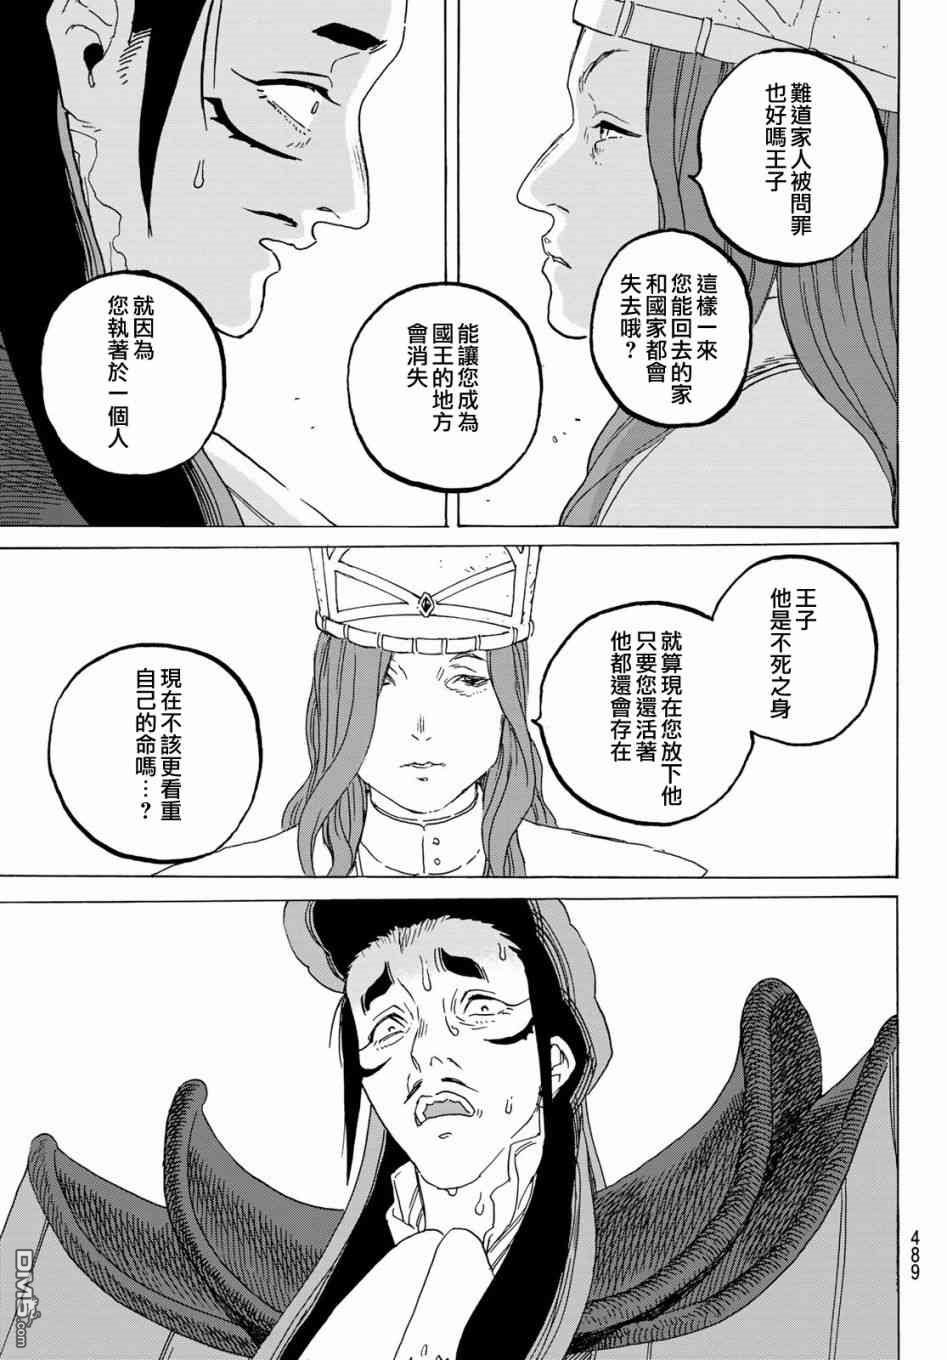 難道家人被問罪
也好嗎王子
這樣一來
您能回去的家
和國家都會
失去哦?
能讓您成為
國王的地方
會消失
就因為
您執著於一個人
王子
他是不死之身
就算現在您放下他
只要您還活著
他都還會存在
現在不該更看重
自己的命嗎…?
489
DM5
.com